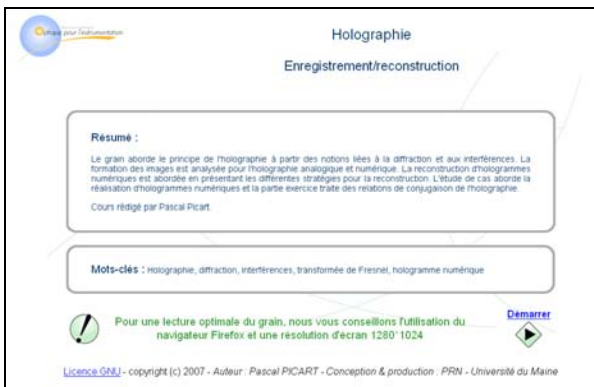 Optique pour l'instrumentation
Holographie
Enregistrement/reconstruction
Résumé :
Le grain aborde le principe de l'holographie à partir des notions liées à la diffraction et aux interférences. La
formation des images est analysée pour l'holographie analogique et numérique. La reconstruction d'hologrammes
numériques est abordée en présentant les différentes stratégies pour la reconstruction. L'étude de cas aborde la
réalisation d'hologrammes numériques et la partie exercice traite des relations de conjugaison de l'holographie.
Cours rédigé par Pascal Picart.
Mots-clés : Holographie, diffraction, interférences, transformée de Fresnel, hologramme numérique
Pour une lecture optimale du grain, nous vous conseillons l'utilisation du
navigateur Firefox et une résolution d'écran 1280*1024
Démarrer
Licence GNU - copyright (c) 2007 - Auteur : Pascal PICART - Conception & production : PRN - Université du Maine